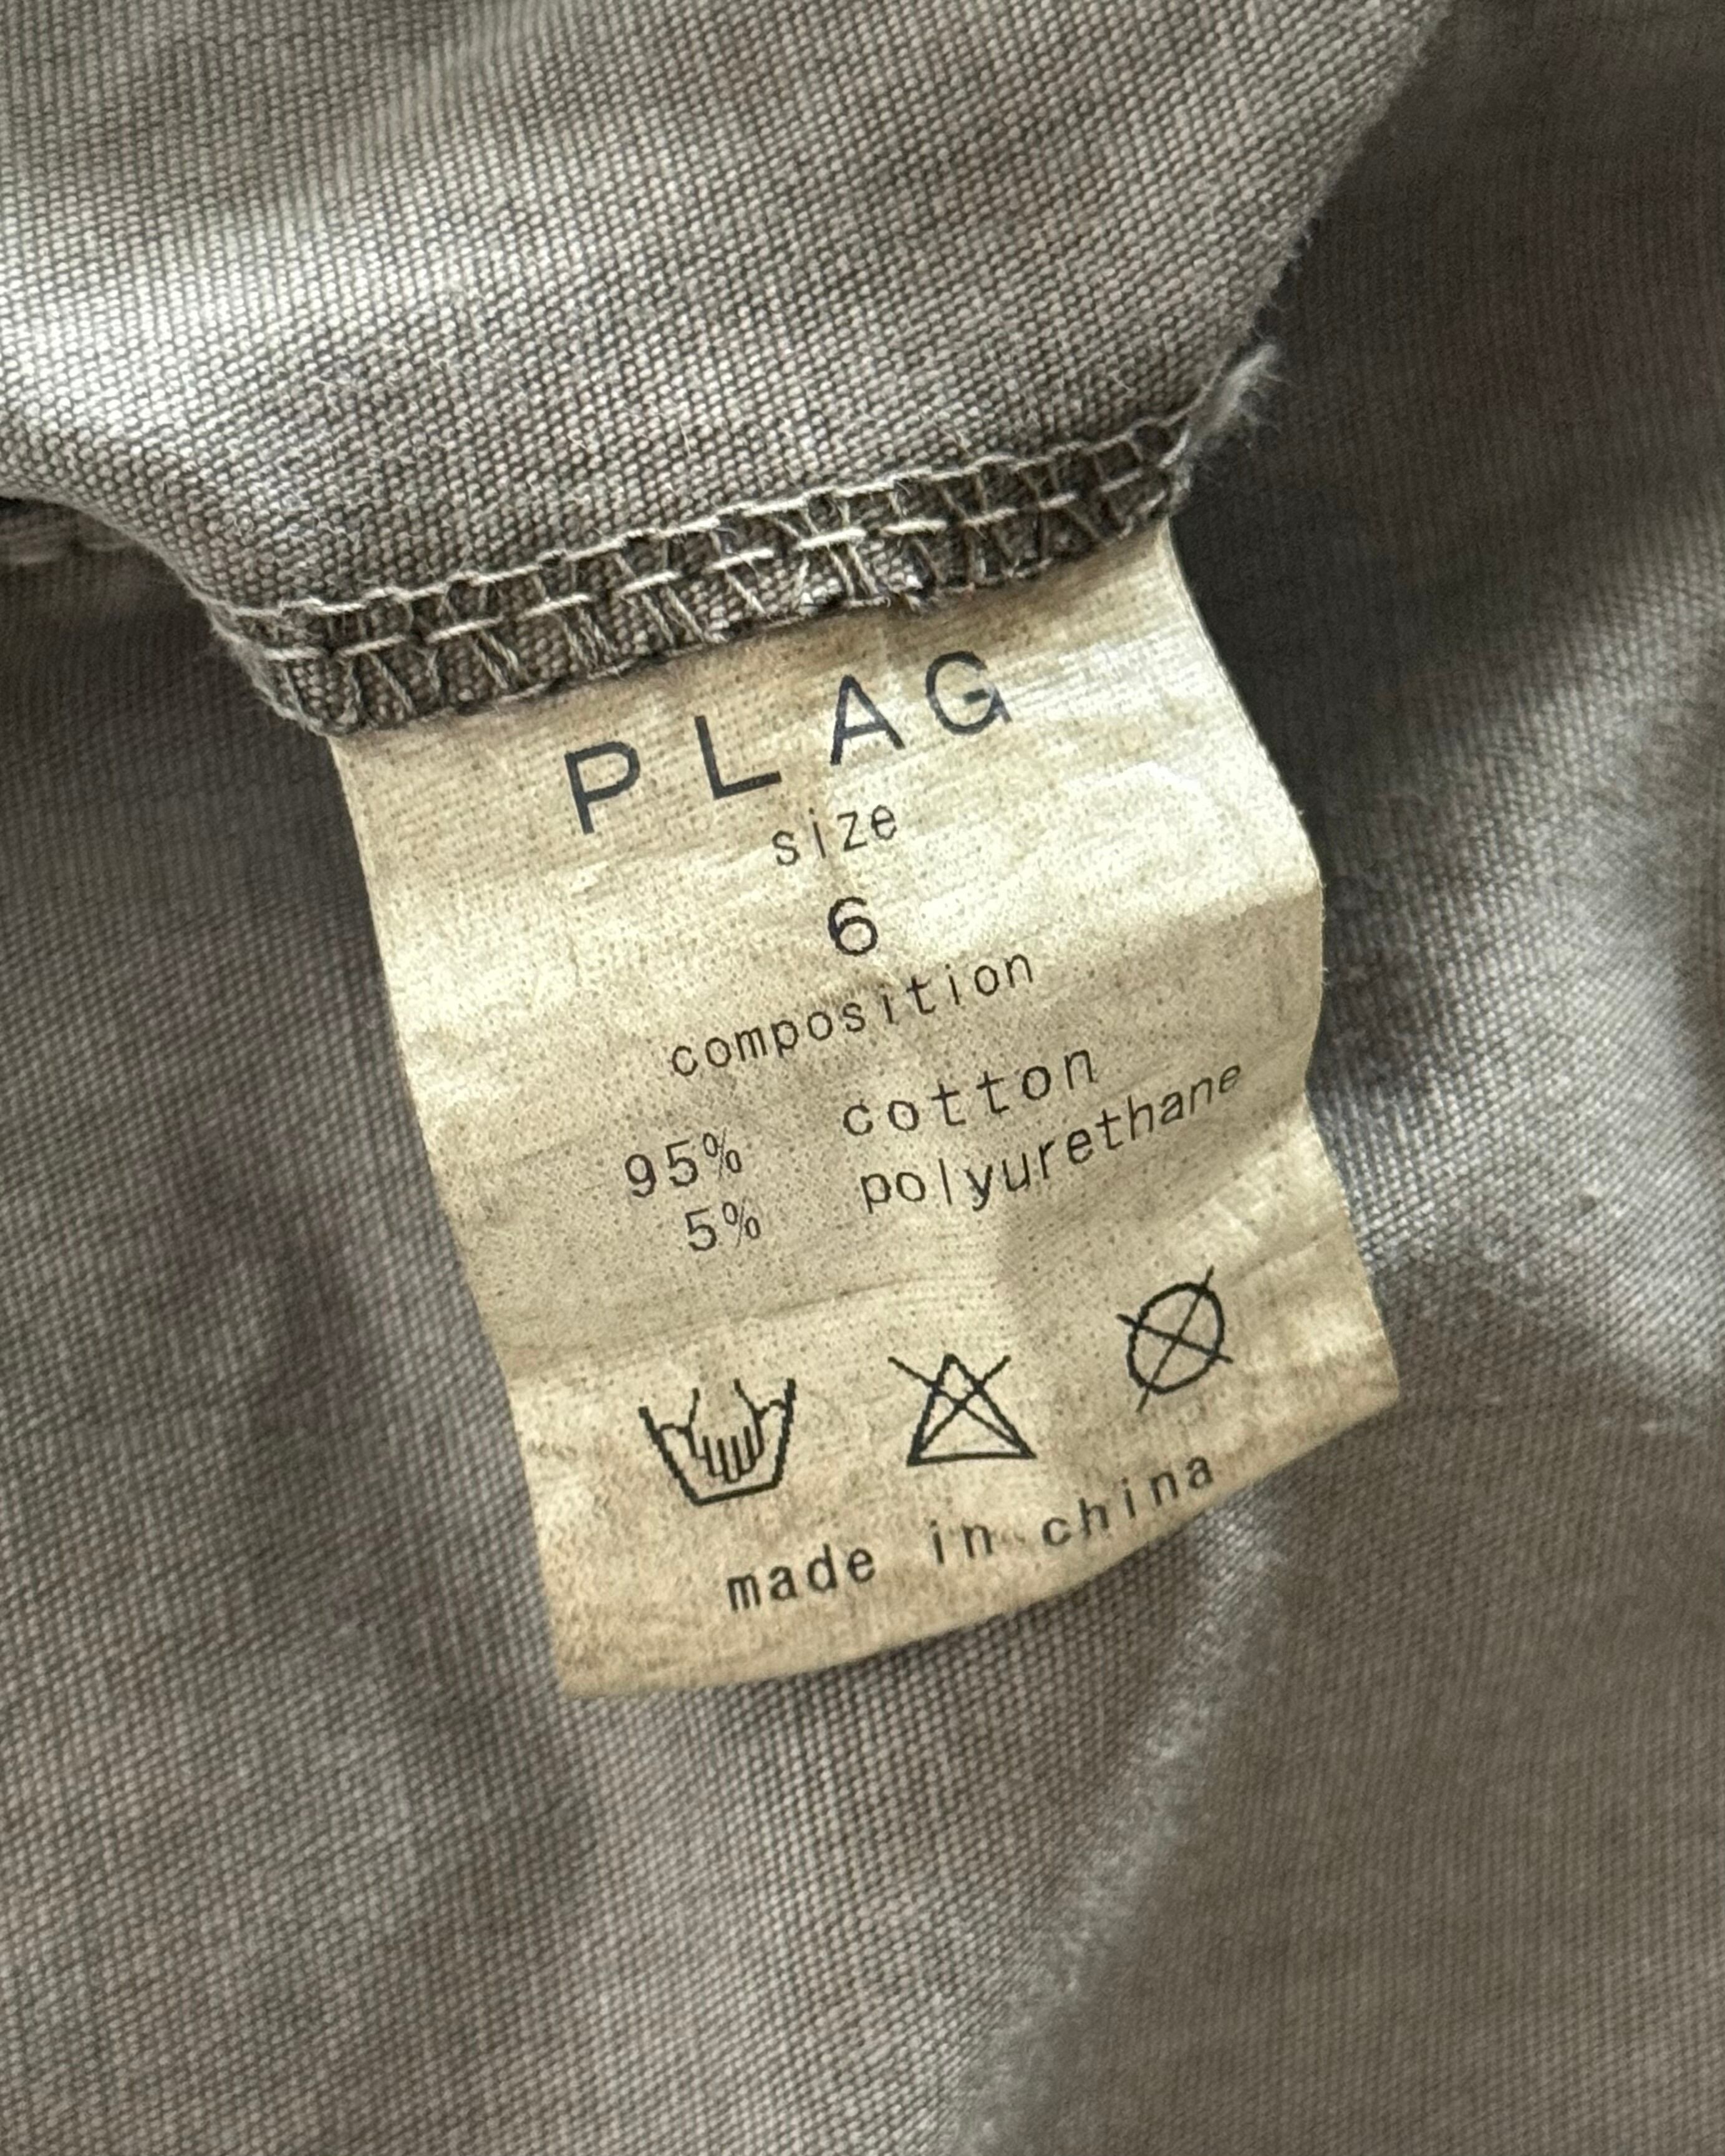 PLAG
size
6
composition
95% cotton
5% polyurethane
made in china